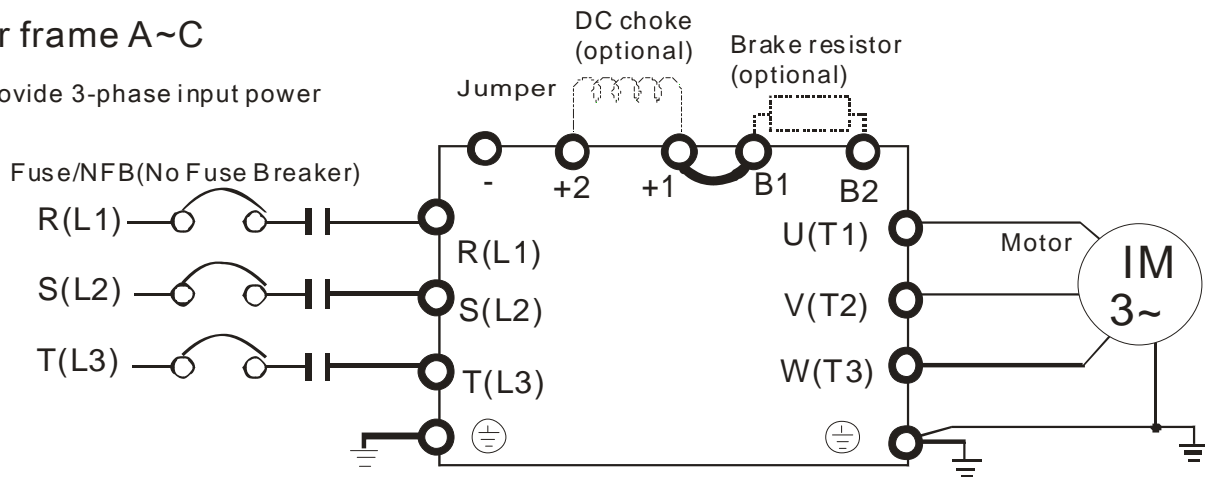 r frame A~C
ovide 3-phase input power
DC choke
(optional)
Brake resistor
(optional)
Jumper
Fuse/NFB(No Fuse Breaker)
- +2 +1 B1 B2
R(L1)
S(L2)
T(L3)
R(L1)
S(L2)
T(L3)
U(T1)
V(T2)
W(T3)
Motor
IM
3~